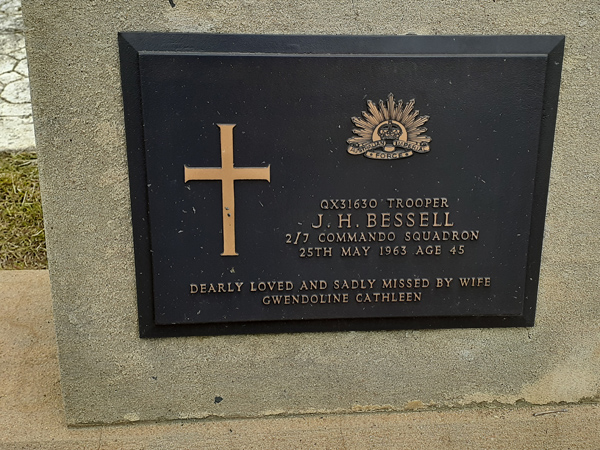 QX31630 TROOPER
J. H. BESSELL
2/7 COMMANDO SQUADRON
25TH MAY 1963 AGE 45
DEARLY LOVED AND SADLY MISSED BY WIFE
GWENDOLINE CATHLEEN
FORCE